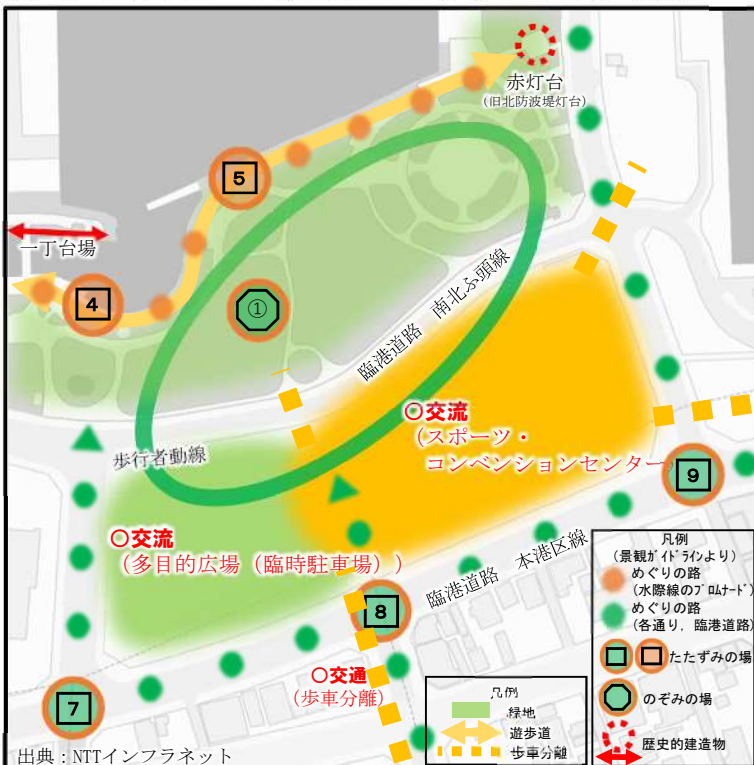 赤灯台
(旧北防波堤灯台)
5
一丁台場
4
①
臨港道路 南北ふ頭線
〇交流
(スポーツ・
コンベンションセンター
歩行者動線
9
〇交流
(多目的広場(臨時駐車場))
臨港道路 本港区線
8
〇交通
(歩車分離)
7
凡例
緑地
遊歩道
歩車分離
凡例
(景観ガイドラインより)
めぐりの路
(水際線のプロムナード)
めぐりの路
(各通り,臨港道路)
たたずみの場
のぞみの場
歴史的建造物
出典:NTTインフラネット